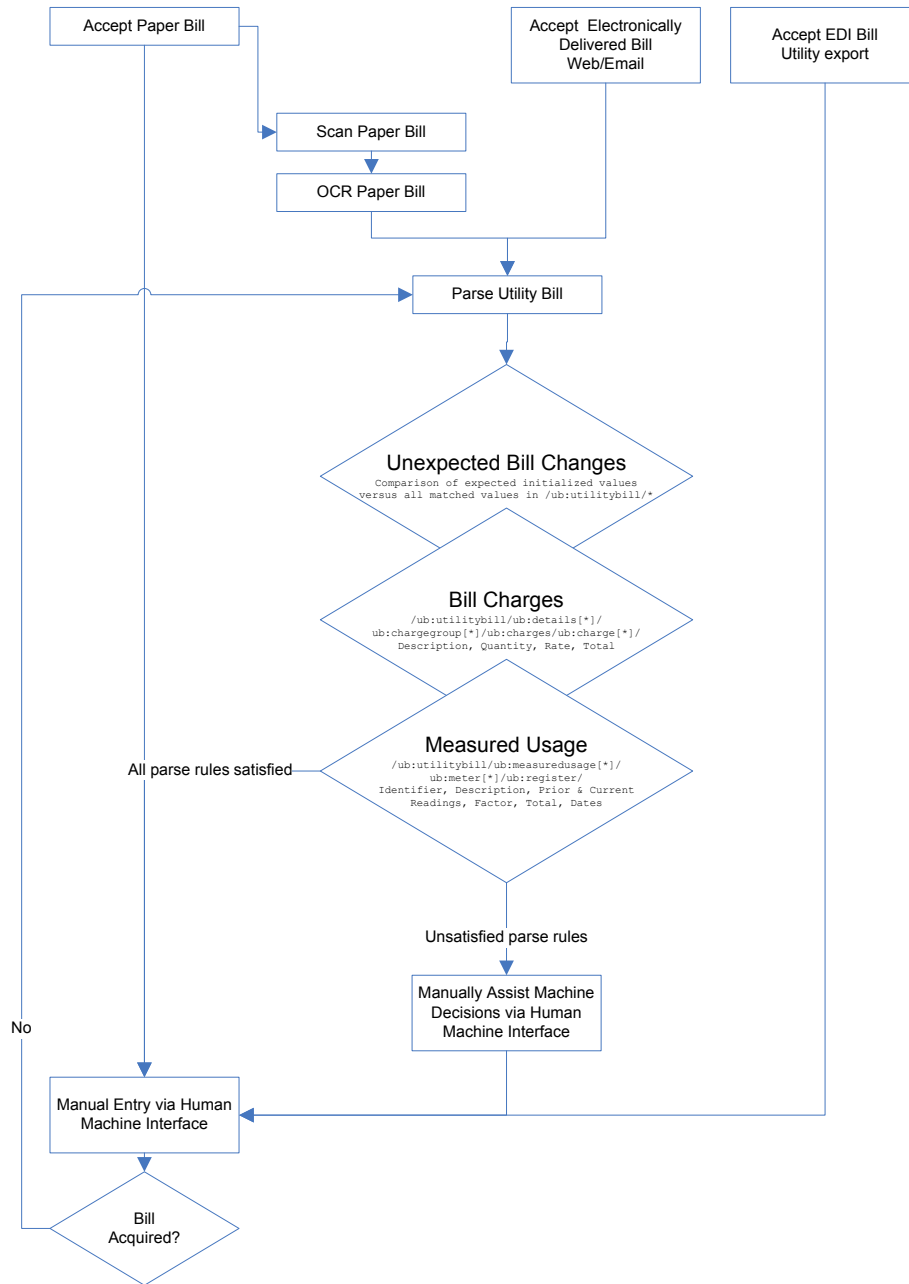 Accept Paper Bill
Accept  Electronically
Delivered Bill
Web/Email
Accept EDI Bill
Utility export
Scan Paper Bill
OCR Paper Bill
Parse Utility Bill
Unexpected Bill Changes
Comparison of expected initialized values
versus all matched values in /ub:utilitybill/*
Bill Charges
/ub:utilitybill/ub:details[*]/
ub:chargegroup[*]/ub:charges/ub:charge[*]/
Description, Quantity, Rate, Total
Measured Usage
/ub:utilitybill/ub:measuredusage[*]/
ub:meter[*]/ub:register/
Identifier, Description, Prior & Current
Readings, Factor, Total, Dates
All parse rules satisfied
Unsatisfied parse rules
Manually Assist Machine
Decisions via Human
Machine Interface
No
Manual Entry via Human
Machine Interface
Bill
Acquired?